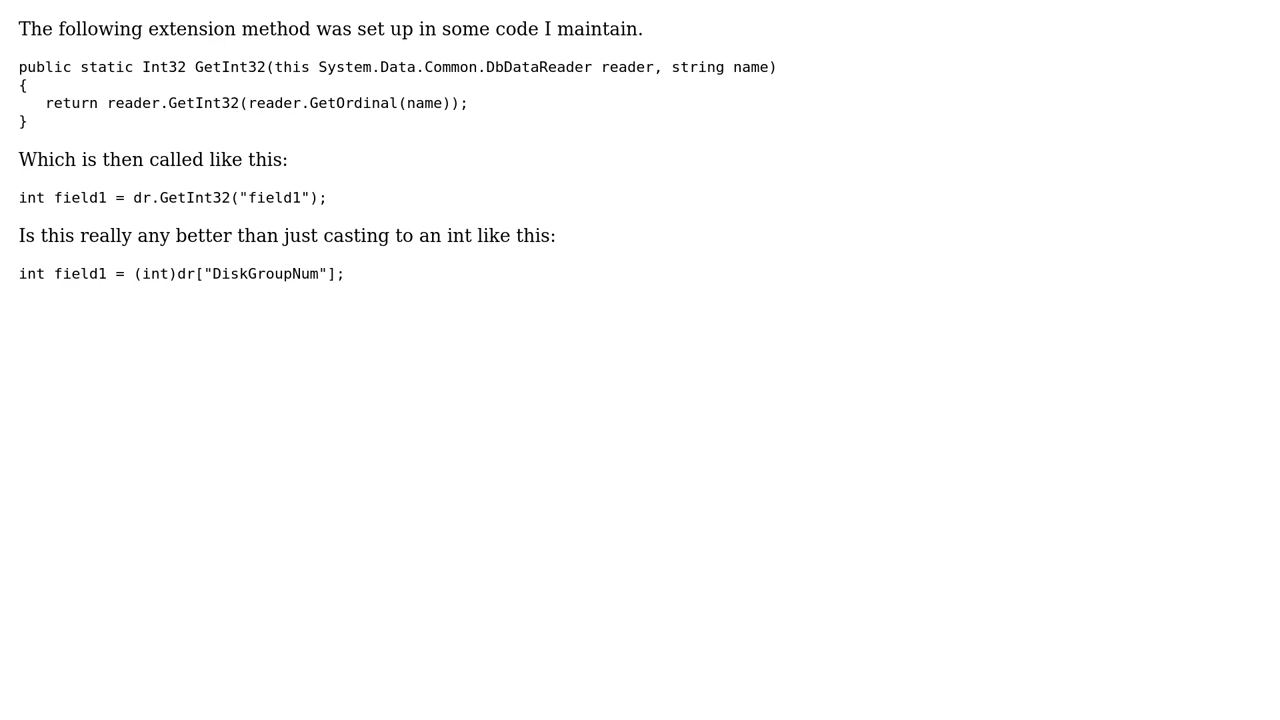 The following extension method was set up in some code I maintain.
public static Int32 GetInt32(this System.Data.Common.DbDataReader reader, string name)
{
   return reader.GetInt32(reader.GetOrdinal(name));
}
Which is then called like this:
int field1 = dr.GetInt32("field1");
Is this really any better than just casting to an int like this:
int field1 = (int)dr["DiskGroupNum"];